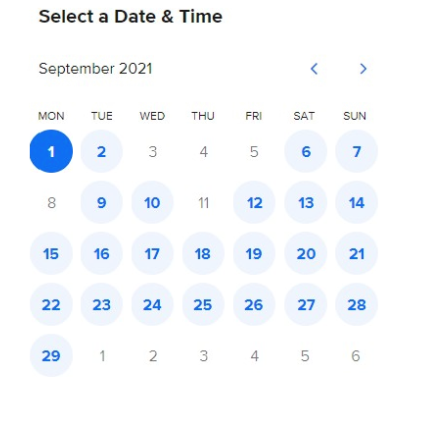 Select a Date & Time
September 2021
MON TUE WED THU FRI SAT SUN
1 2 3 4 5 6 7
8 9 10 11 12 13 14
15 16 17 18 19 20 21
22 23 24 25 26 27 28
29 1 2 3 4 5 6